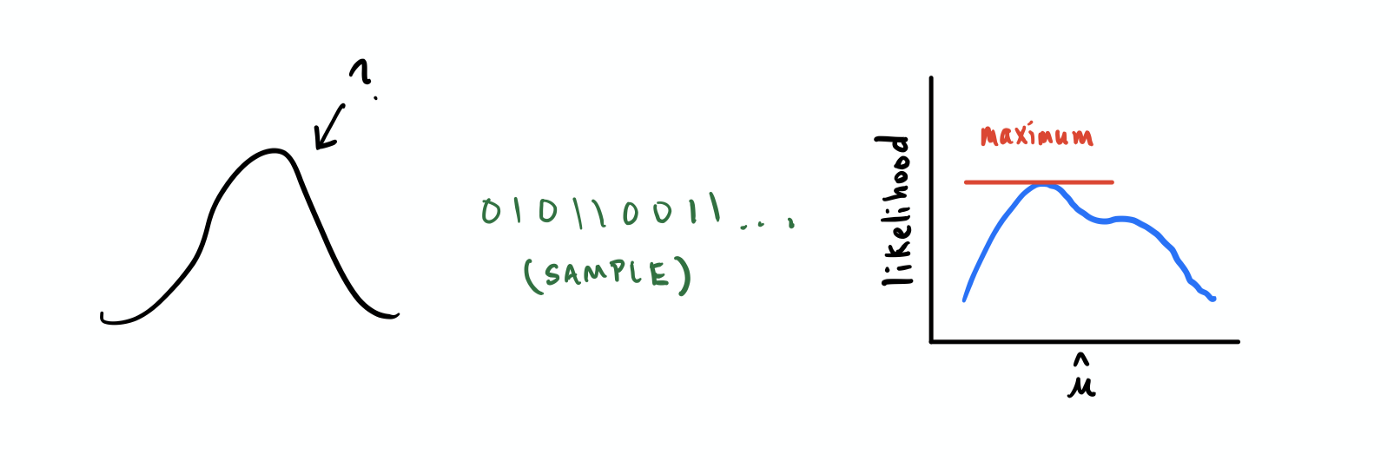 ?
010110011...
(SAMPLE)
likelihood
maximum
û